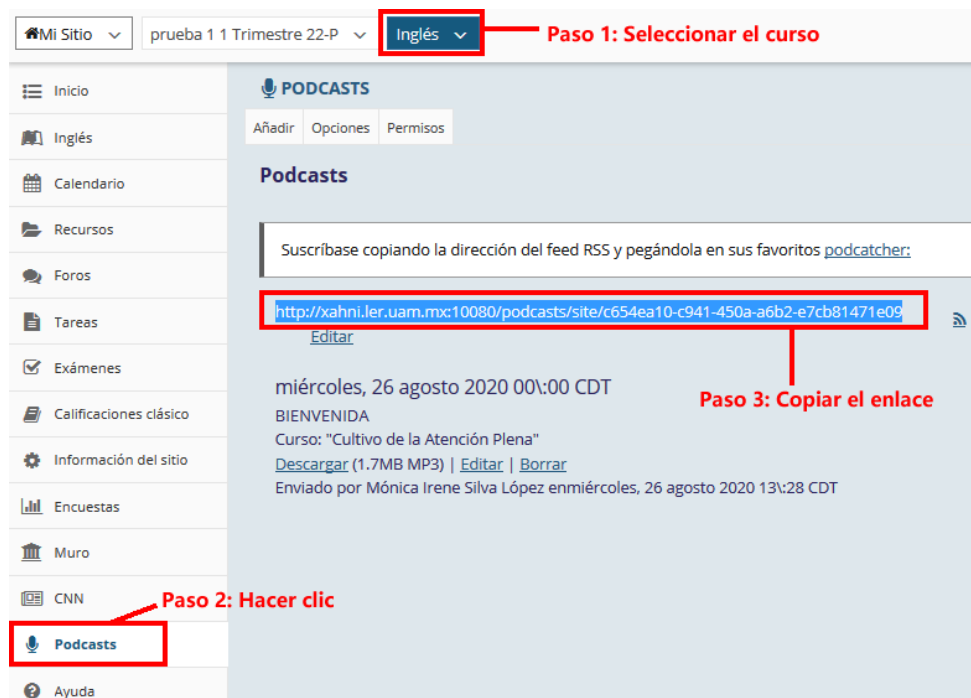 Mi Sitio prueba 1 1 Trimestre 22-P Inglés Paso 1: Seleccionar el curso
Inicio
Inglés
Calendario
Recursos
Foros
Tareas
Exámenes
Calificaciones clásico
Información del sitio
Encuestas
Muro
CNN
Paso 2: Hacer clic
Podcasts
Ayuda
PODCASTS
Añadir Opciones Permisos
Podcasts
Suscríbase copiando la dirección del feed RSS y pegándola en sus favoritos podcatcher:
http://xahni.ler.uam.mx:10080/podcasts/site/c654ea10-c941-450a-a6b2-e7cb81471e09
Editar
Paso 3: Copiar el enlace
miércoles, 26 agosto 2020 00\:00 CDT
BIENVENIDA
Curso: "Cultivo de la Atención Plena"
Descargar (1.7MB MP3) | Editar | Borrar
Enviado por Mónica Irene Silva López enmiércoles, 26 agosto 2020 13\:28 CDT